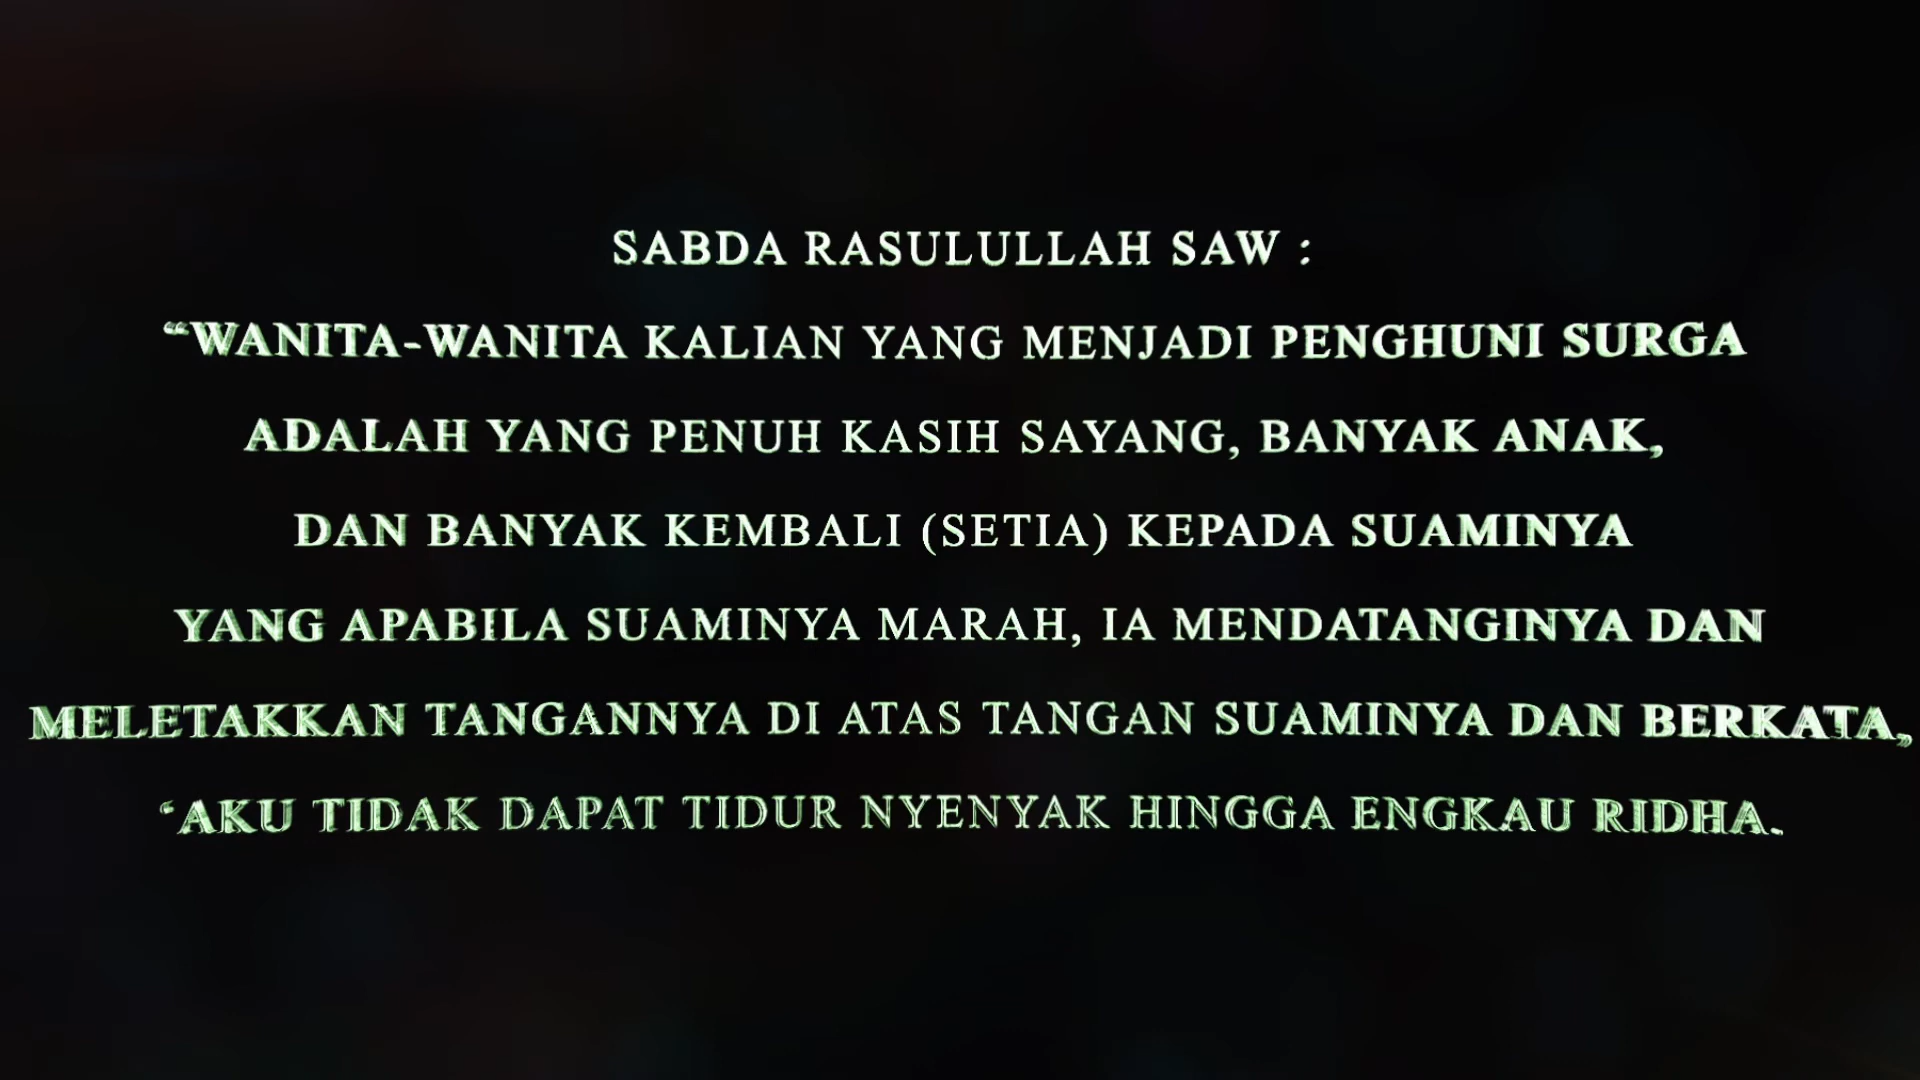 SABDA RASULULLAH SAW :
“WANITA-WANITA KALIAN YANG MENJADI PENGHUNI SURGA
ADALAH YANG PENUH KASIH SAYANG, BANYAK ANAK,
DAN BANYAK KEMBALI (SETIA) KEPADA SUAMINYA
YANG APABILA SUAMINYA MARAH, IA MENDATANGINYA DAN
MELETAKKAN TANGANNYA DI ATAS TANGAN SUAMINYA DAN BERKATA,
‘AKU TIDAK DAPAT TIDUR NYENYAK HINGGA ENGKAU RIDHA.